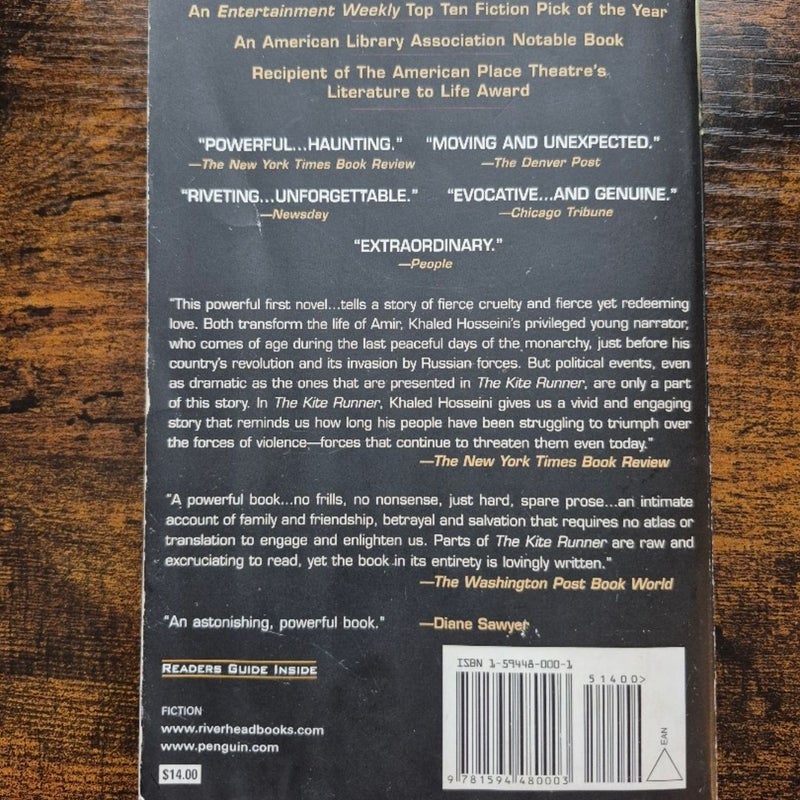 An Entertainment Weekly Top Ten Fiction Pick of the Year
An American Library Association Notable Book
Recipient of The American Place Theatre's
Literature to Life Award
"POWERFUL...HAUNTING."
—The New York Times Book Review
"MOVING AND UNEXPECTED."
—The Denver Post
"RIVETING...UNFORGETTABLE."
—Newsday
"EVOCATIVE...AND GENUINE."
—Chicago Tribune
"EXTRAORDINARY."
—People
"This powerful first novel...tells a story of fierce cruelty and fierce yet redeeming
love. Both transform the life of Amir, Khaled Hosseini's privileged young narrator,
who comes of age during the last peaceful days of the monarchy, just before his
country's revolution and its invasion by Russian forces. But political events, even
as dramatic as the ones that are presented in The Kite Runner, are only a part
of this story. In The Kite Runner, Khaled Hosseini gives us a vivid and engaging
story that reminds us how long his people have been struggling to triumph over
the forces of violence—forces that continue to threaten them even today."
—The New York Times Book Review
"A powerful book...no frills, no nonsense, just hard, spare prose...an intimate
account of family and friendship, betrayal and salvation that requires no atlas or
translation to engage and enlighten us. Parts of The Kite Runner are raw and
excruciating to read, yet the book in its entirety is lovingly written."
—The Washington Post Book World
"An astonishing, powerful book." —Diane Sawyer
READERS GUIDE INSIDE
FICTION
www.riverheadbooks.com
www.penguin.com
$14.00
ISBN 1-59448-000-1
51400>
EAN
9 781594 480003